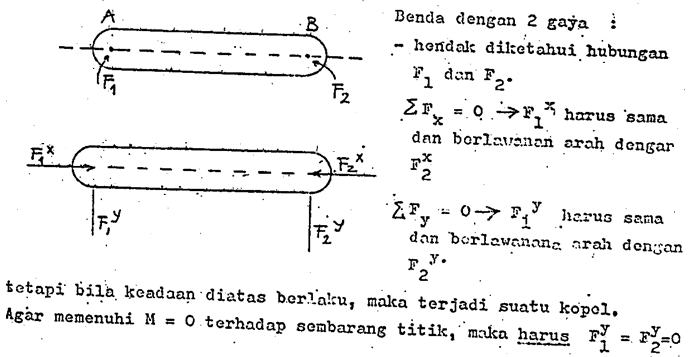 A
B
F₁
F₂
Benda dengan 2 gaya :
- hendak diketahui hubungan
F₁ dan F₂.
ΣFₓ = 0 → F₁ˣ harus sama
dan berlawanan arah dengar
F₂ˣ
F₁ˣ
F₂ˣ
F₁ʸ
F₂ʸ
ΣF_y = 0 → F₁ʸ harus sama
dan berlawanana arah dengan
F₂ʸ.
tetapi bila keadaan diatas berlaku, maka terjadi suatu kopel.
Agar memenuhi M = 0 terhadap sembarang titik, maka harus F₁ʸ = F₂ʸ=0